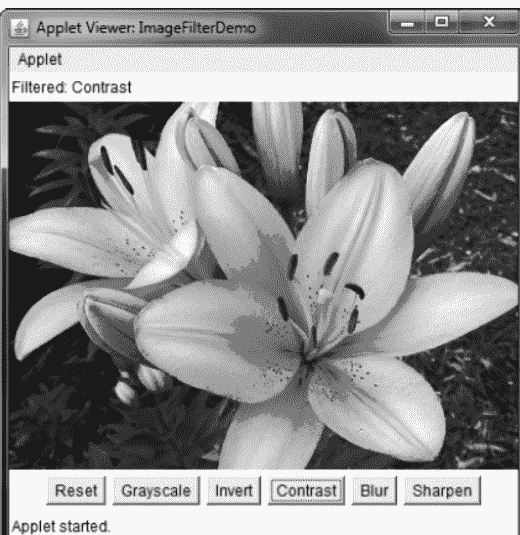 Applet Viewer: ImageFilterDemo
Applet
Filtered: Contrast
Reset Grayscale Invert Contrast Blur Sharpen
Applet started.